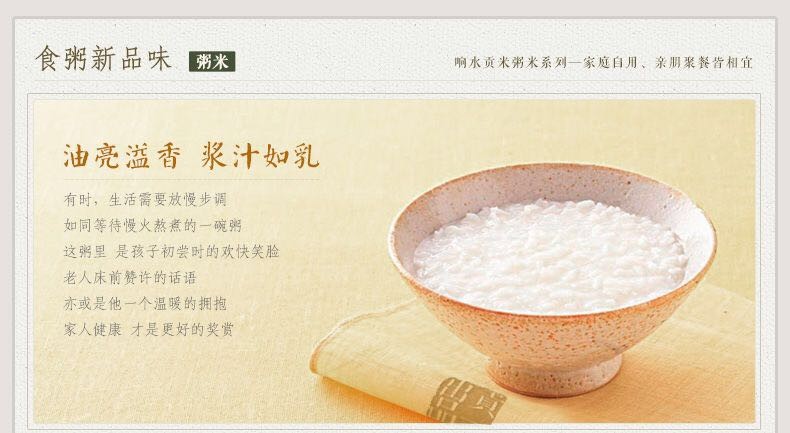 食粥新品味 粥米
响水贡米粥米系列—家庭自用、亲朋聚餐皆相宜
油亮溢香 浆汁如乳
有时，生活需要放慢步调
如同等待慢火熬煮的一碗粥
这粥里 是孩子初尝时的欢快笑脸
老人床前赞许的话语
亦或是他一个温暖的拥抱
家人健康 才是更好的奖赏